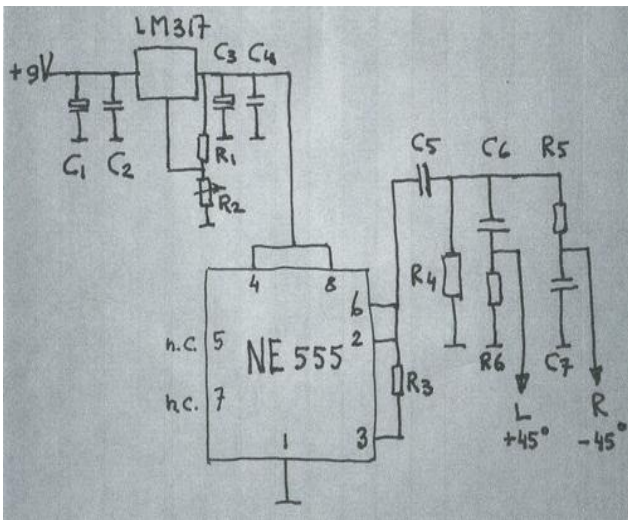 LM317
+9V
C3 C4
C1 C2
R1
R2
C5 C6 R5
4 8
6
R4
n.c. 5
NE 555
2
R6 C7
R3
n.c. 7
L R
1
3
+45° -45°